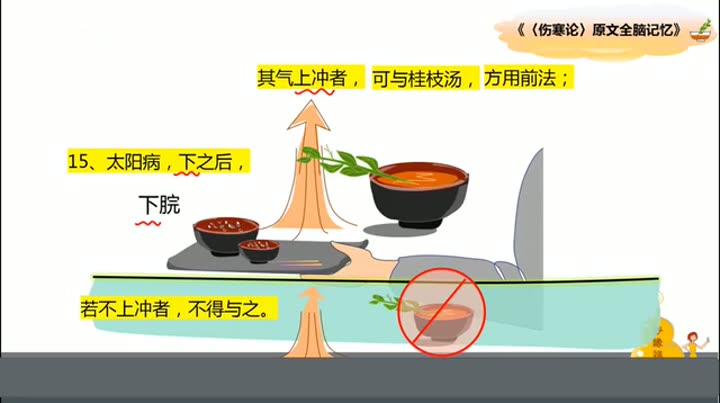 《〈伤寒论〉原文全脑记忆》
其气上冲者，可与桂枝汤，方用前法；
15、太阳病，下之后，
下脘
若不上冲者，不得与之。